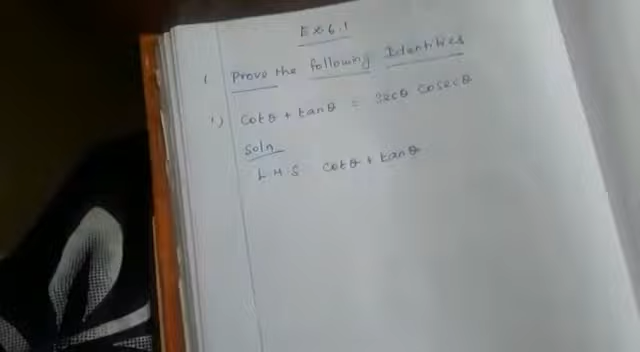 Ex 6.1
1. Prove the following Identities
i) cotθ + tanθ = secθ cosecθ
Soln
L.H.S cotθ + tanθ